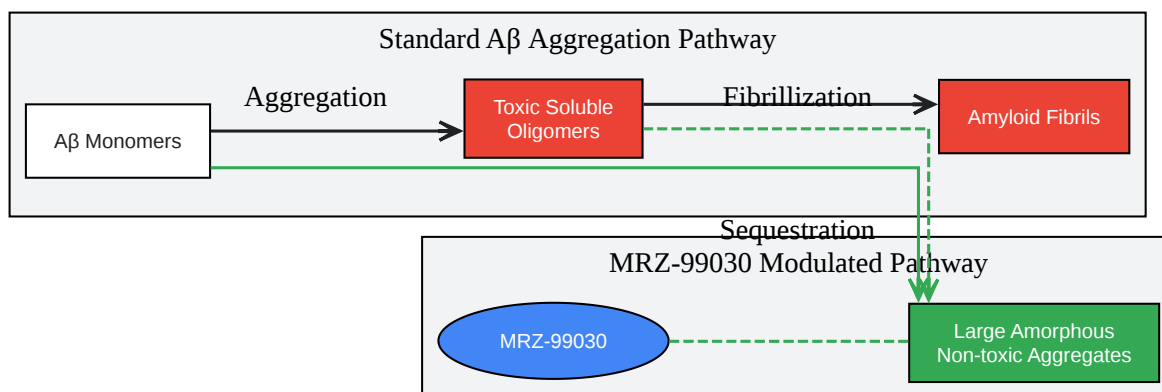 Standard Aβ Aggregation Pathway
Aggregation
Fibrillization
Toxic Soluble
Oligomers
Amyloid Fibrils
Aβ Monomers
Sequestration
MRZ-99030 Modulated Pathway
MRZ-99030
Large Amorphous
Non-toxic Aggregates